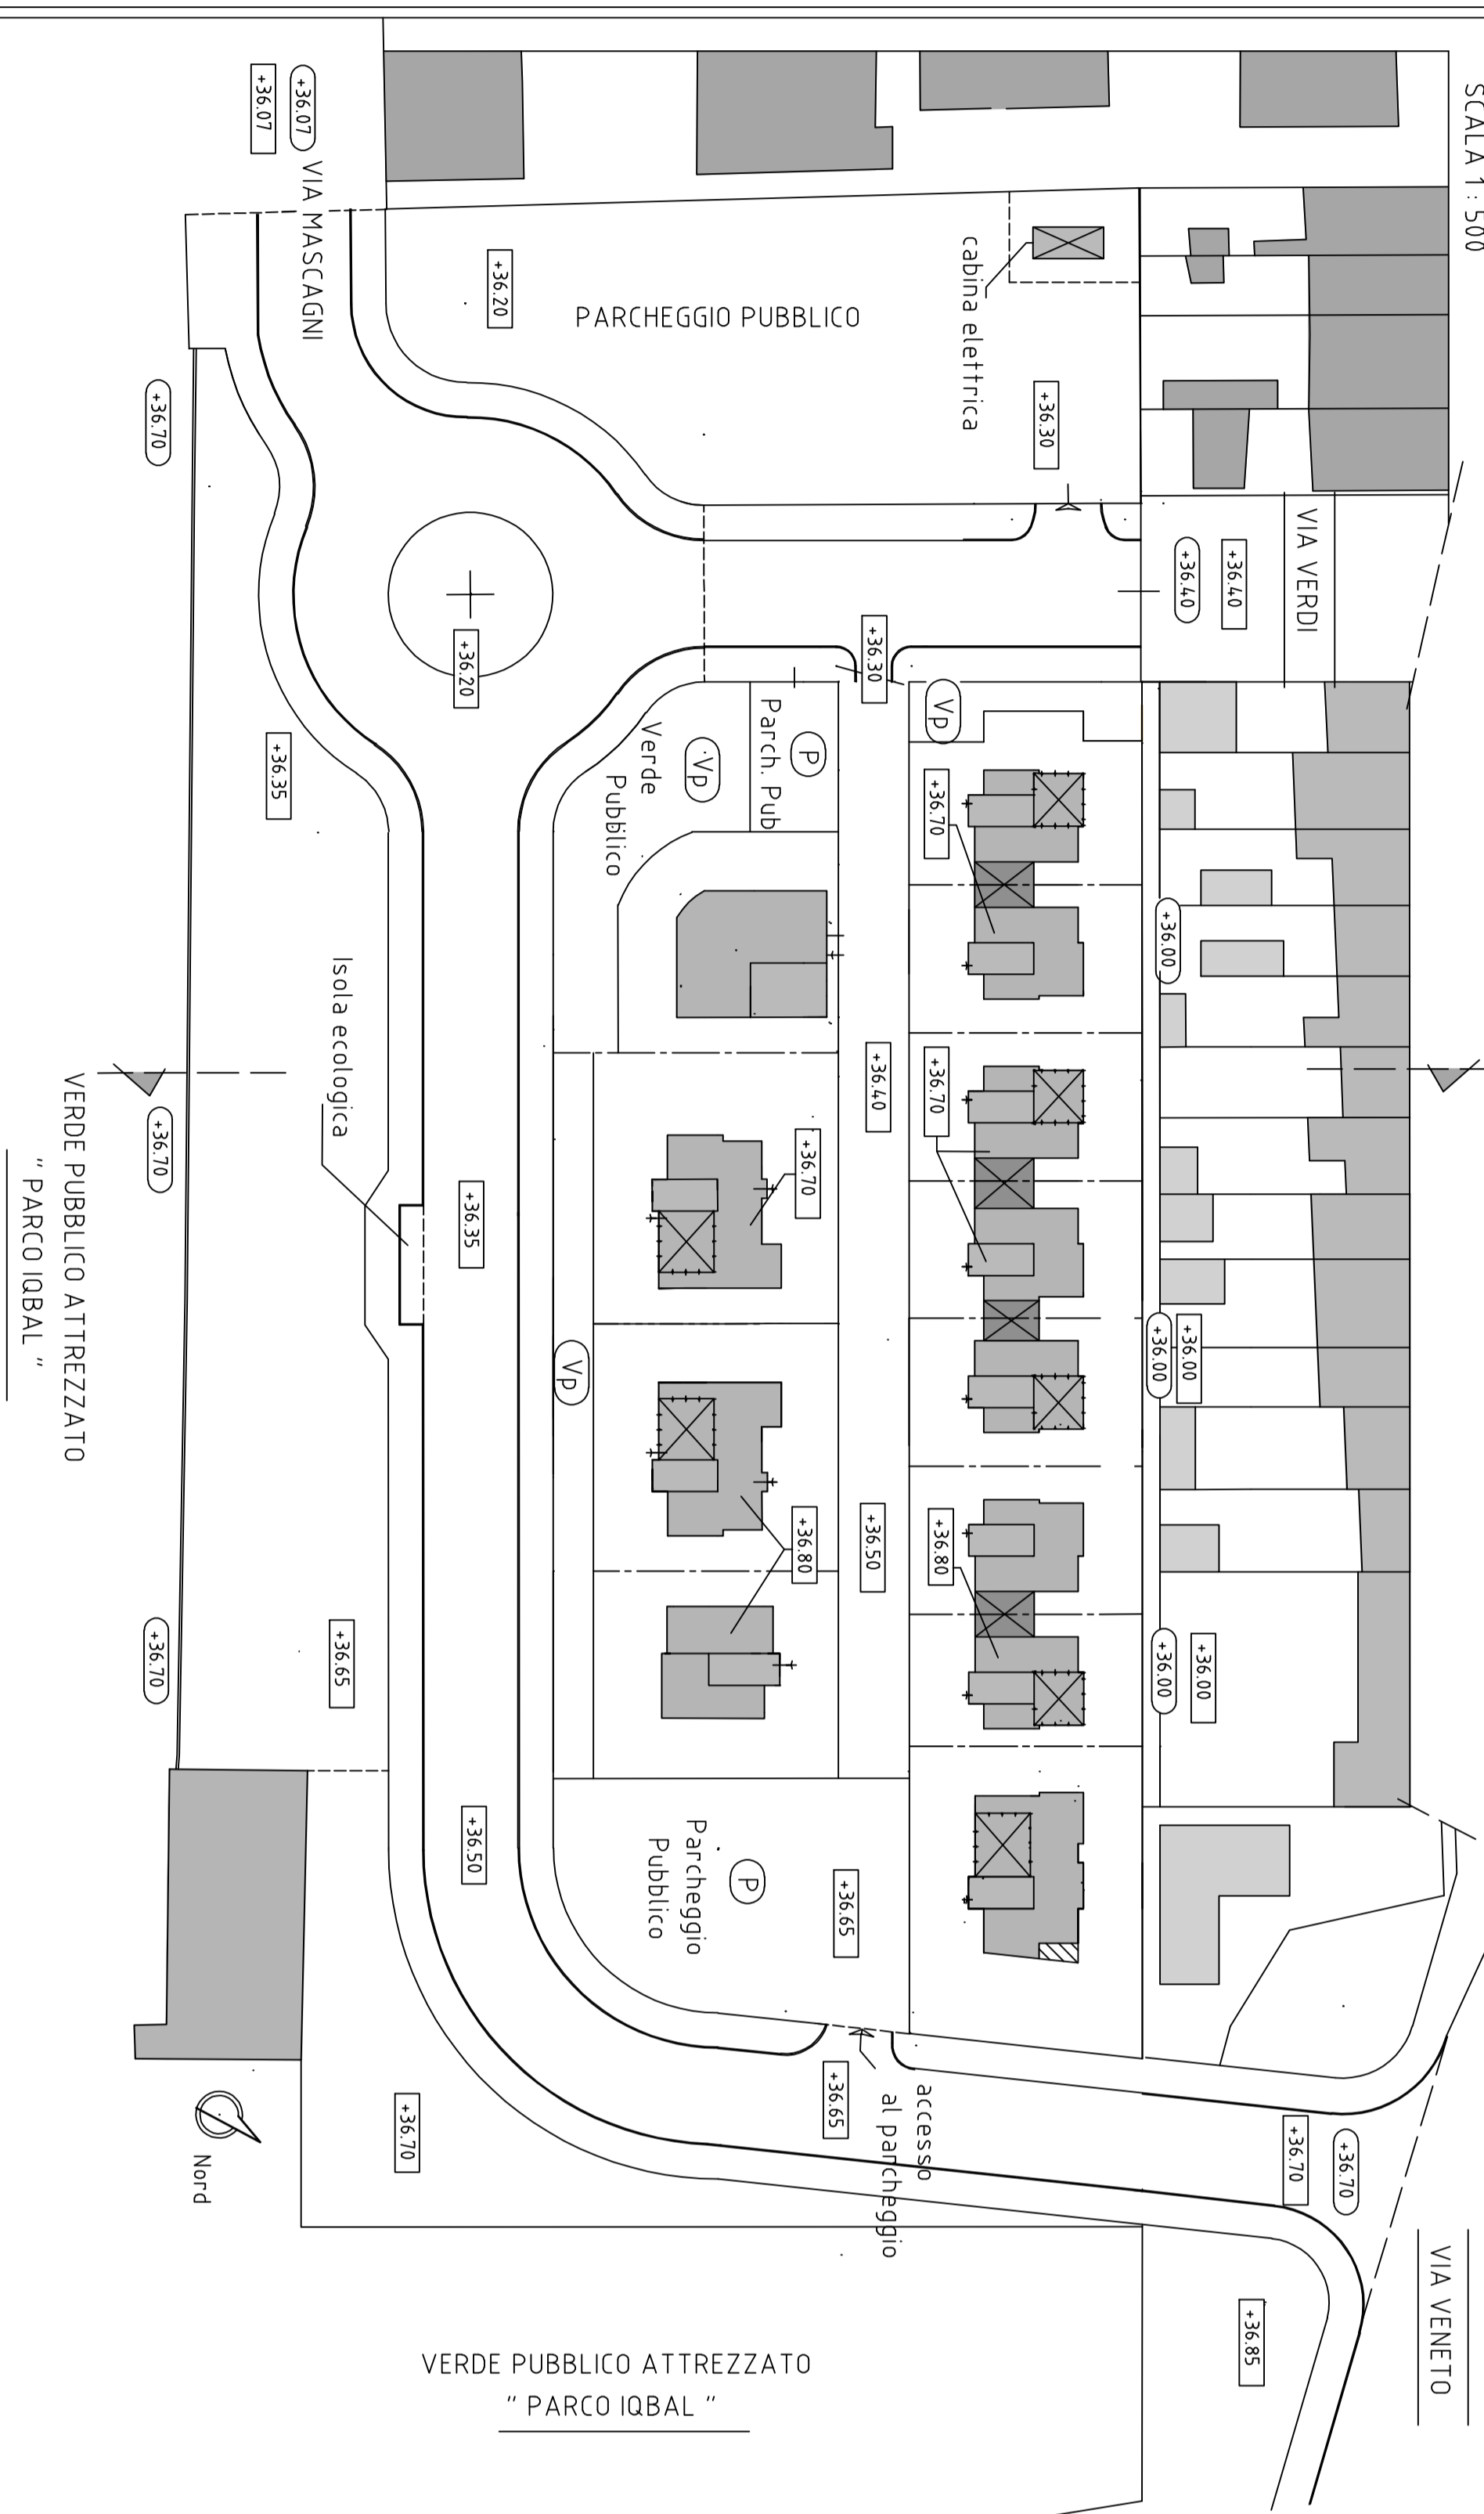 SCALA 1 : 500
+36.07
+36.07
VIA MASCAGNI
+36.20
PARCHEGGIO PUBBLICO
cabina elettrica
+36.30
+36.70
VIA VERDI
+36.40
+36.40
+36.20
+36.30
Vp
+36.35
Verde
Pubblico
Vp
Parch. Pub
P
+36.70
+36.00
Isola ecologica
+36.40
+36.70
VERDE PUBBLICO ATTREZZATO
" PARCO IQBAL "
+36.70
+36.35
+36.70
Vp
+36.00
+36.00
+36.80
+36.50
+36.80
+36.70
+36.65
+36.00
+36.00
+36.50
Parcheggio
Pubblico
P
+36.65
Nord
+36.70
+36.65
accesso
al parcheggio
+36.70
+36.70
VIA VENETO
+36.85
VERDE PUBBLICO ATTREZZATO
" PARCO IQBAL "